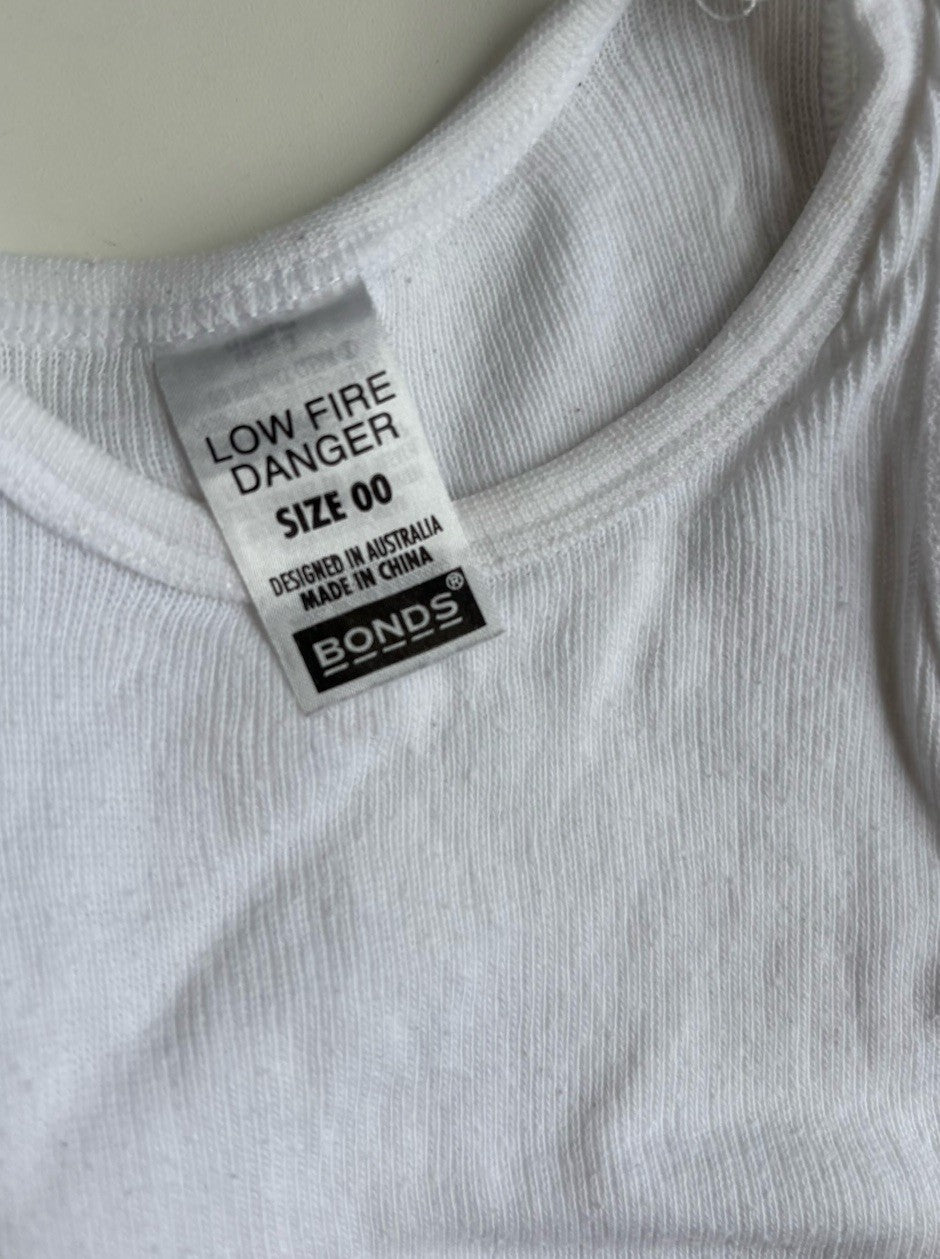 LOW FIRE
DANGER
SIZE 00
DESIGNED IN AUSTRALIA
MADE IN CHINA
BONDS®